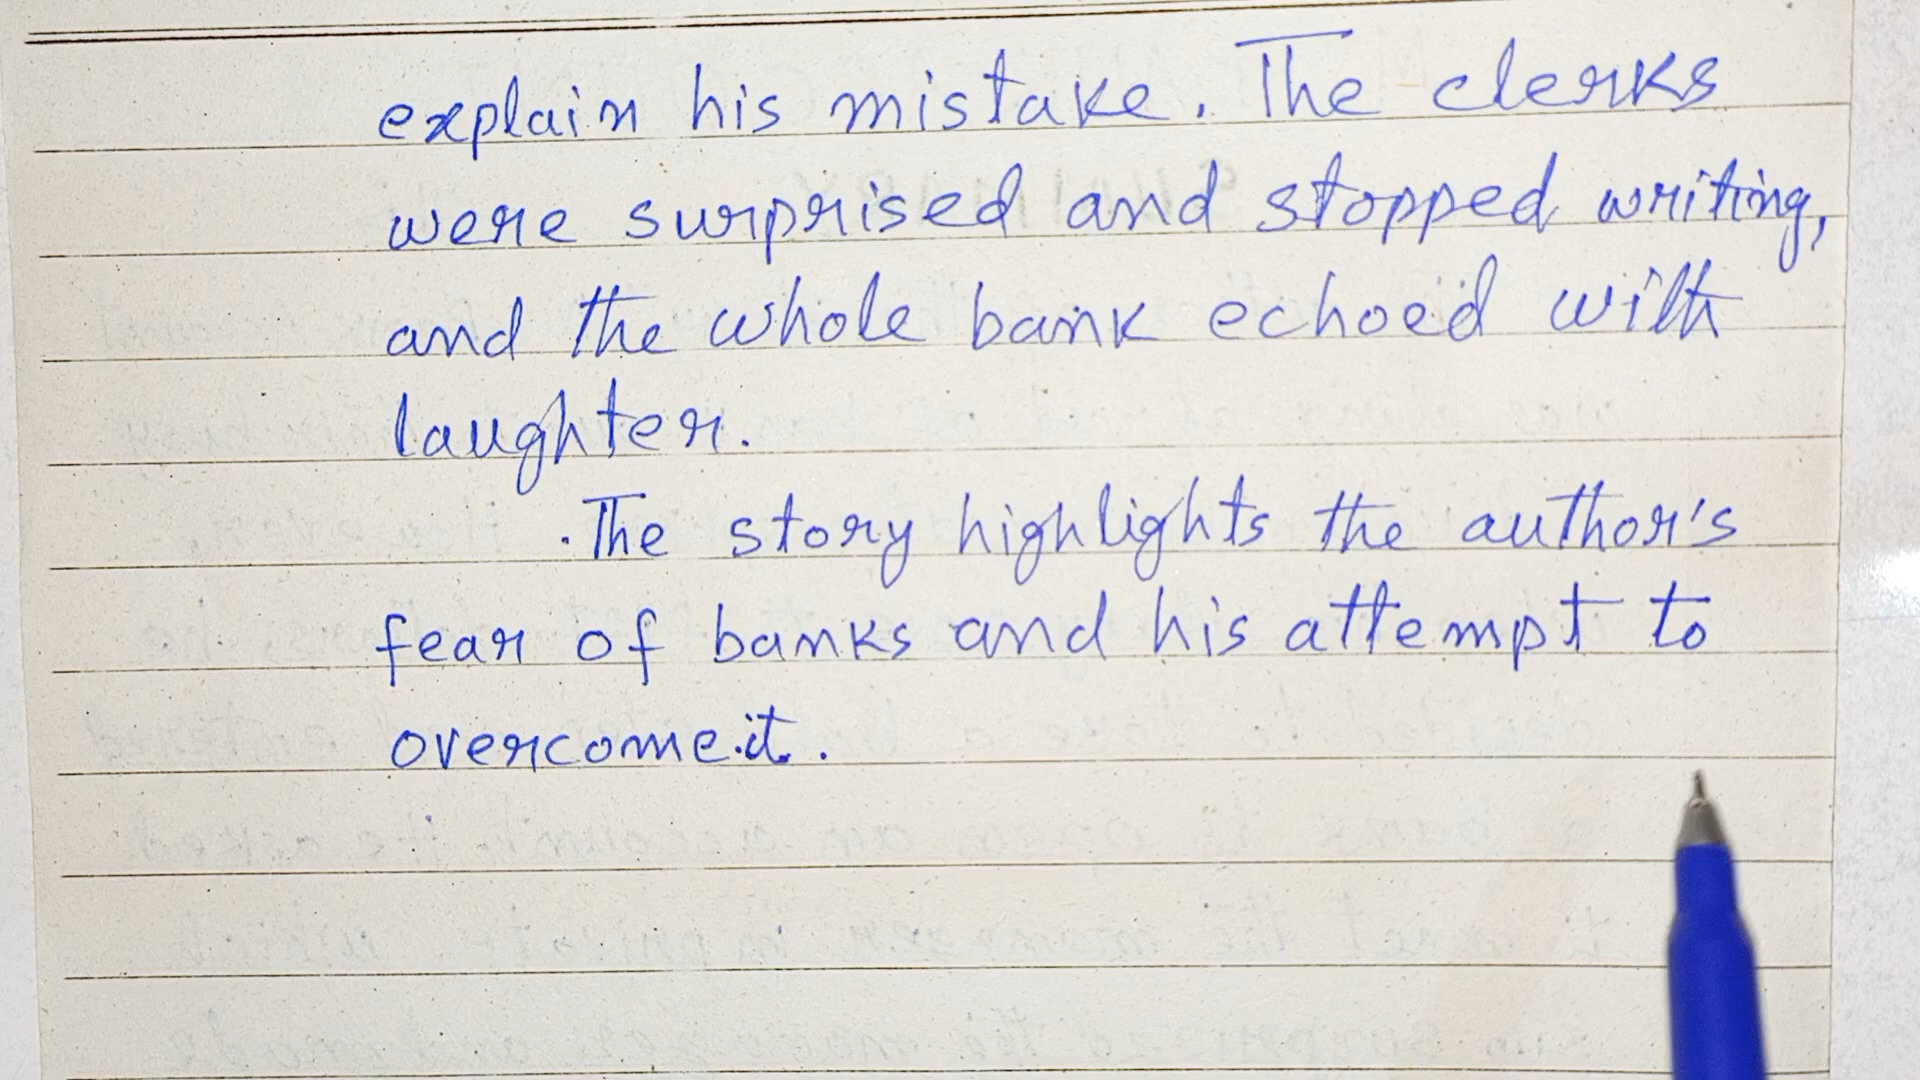 explain his mistake. The clerks
were surprised and stopped writing,
and the whole bank echoed with
laughter.
.The story highlights the author's
fear of banks and his attempt to
overcome it.